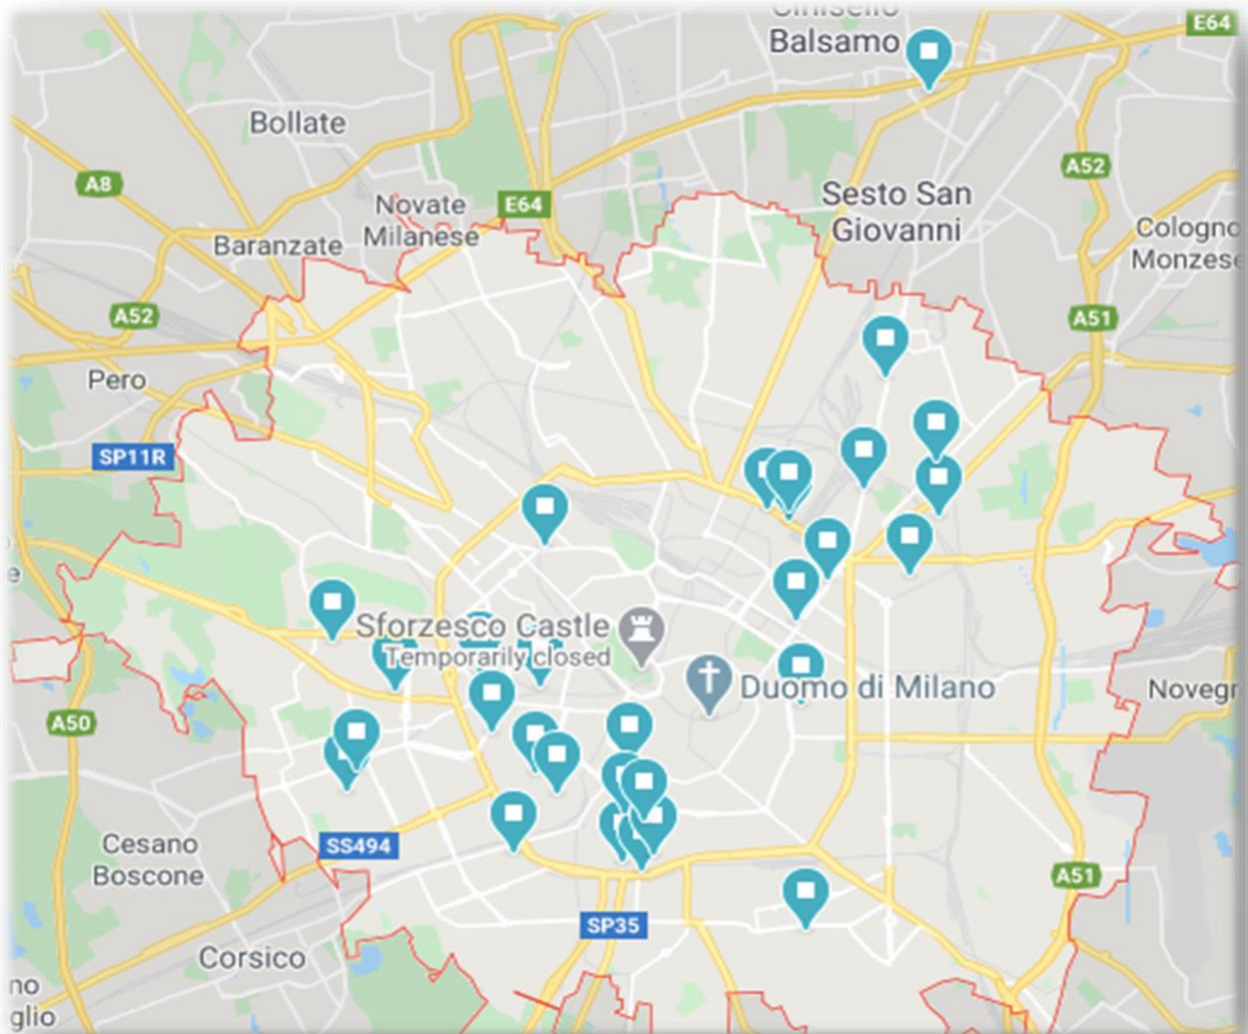 Cinisello
Balsamo
E64
Bollate
A8
A52
Novate
Milanese
E64
Sesto San
Giovanni
Baranzate
Cologno
Monzese
A52
A51
Pero
SP11R
Sforzesco Castle
Temporarily closed
Duomo di Milano
A50
Novegr
Cesano
Boscone
SS494
A51
SP35
Corsico
no
glio